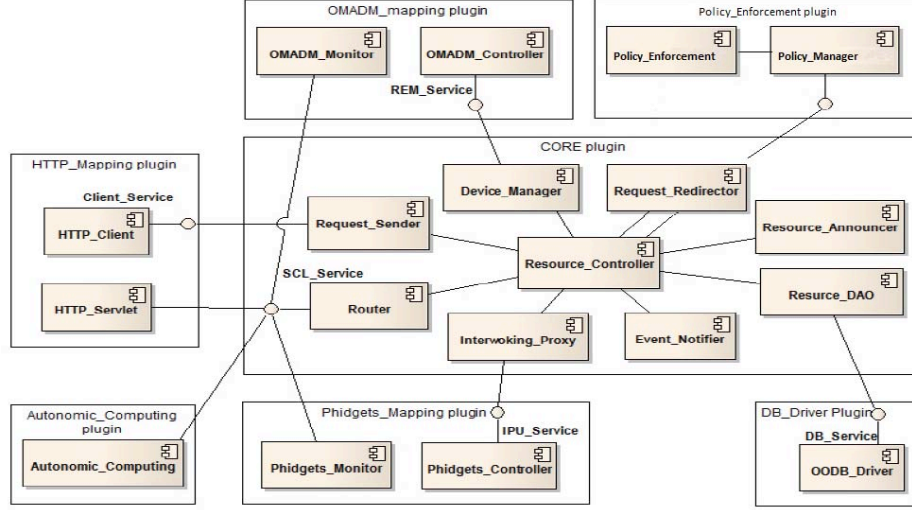 OMADM_mapping plugin
Policy_Enforcement plugin
OMADM_Monitor
OMADM_Controller
Policy_Enforcement
Policy_Manager
REM_Service
CORE plugin
HTTP_Mapping plugin
Device_Manager
Request_Redirector
Client_Service
HTTP_Client
Request_Sender
Resource_Announcer
Resource_Controller
SCL_Service
HTTP_Servlet
Router
Resurce_DAO
Interwoking_Proxy
Event_Notifier
Autonomic_Computing
plugin
Phidgets_Mapping plugin
DB_Driver Plugin
IPU_Service
DB_Service
Autonomic_Computing
Phidgets_Monitor
Phidgets_Controller
OODB_Driver